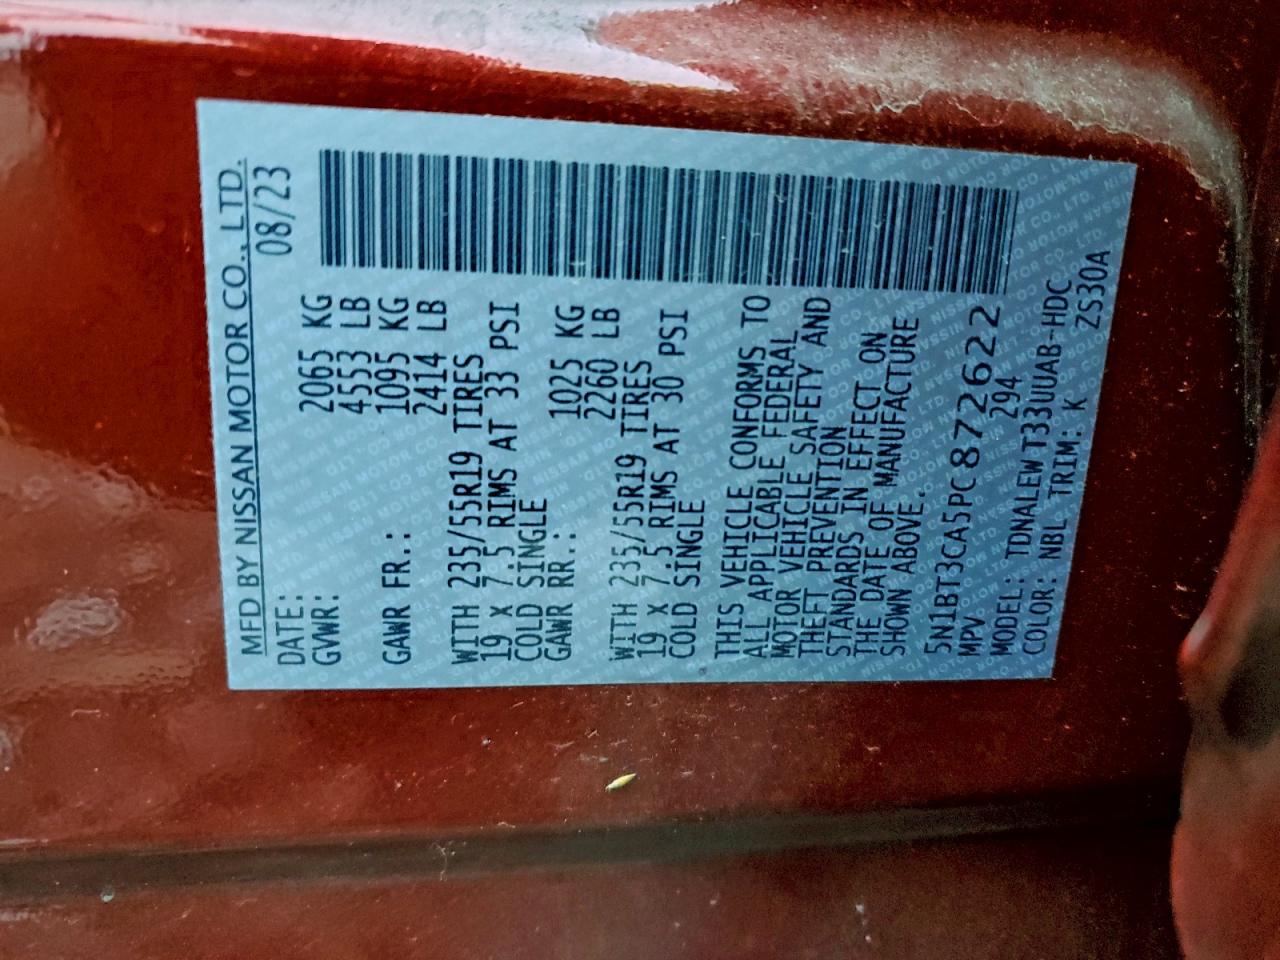 MFD BY NISSAN MOTOR CO., LTD.
DATE: 08/23
GVWR: 2065 KG
4553 LB
GAWR FR.: 1095 KG
2414 LB
WITH 235/55R19 TIRES
19 X 7.5 RIMS AT 33 PSI
COLD SINGLE
GAWR RR.: 1025 KG
2260 LB
WITH 235/55R19 TIRES
19 X 7.5 RIMS AT 30 PSI
COLD SINGLE
THIS VEHICLE CONFORMS TO
ALL APPLICABLE FEDERAL
MOTOR VEHICLE SAFETY AND
THEFT PREVENTION
STANDARDS IN EFFECT ON
THE DATE OF MANUFACTURE
SHOWN ABOVE.
5N1BT3CA5PC872622
MPV 294
MODEL: TDNALEW T33UUAB-HDC
COLOR: NBL TRIM: K ZS30A